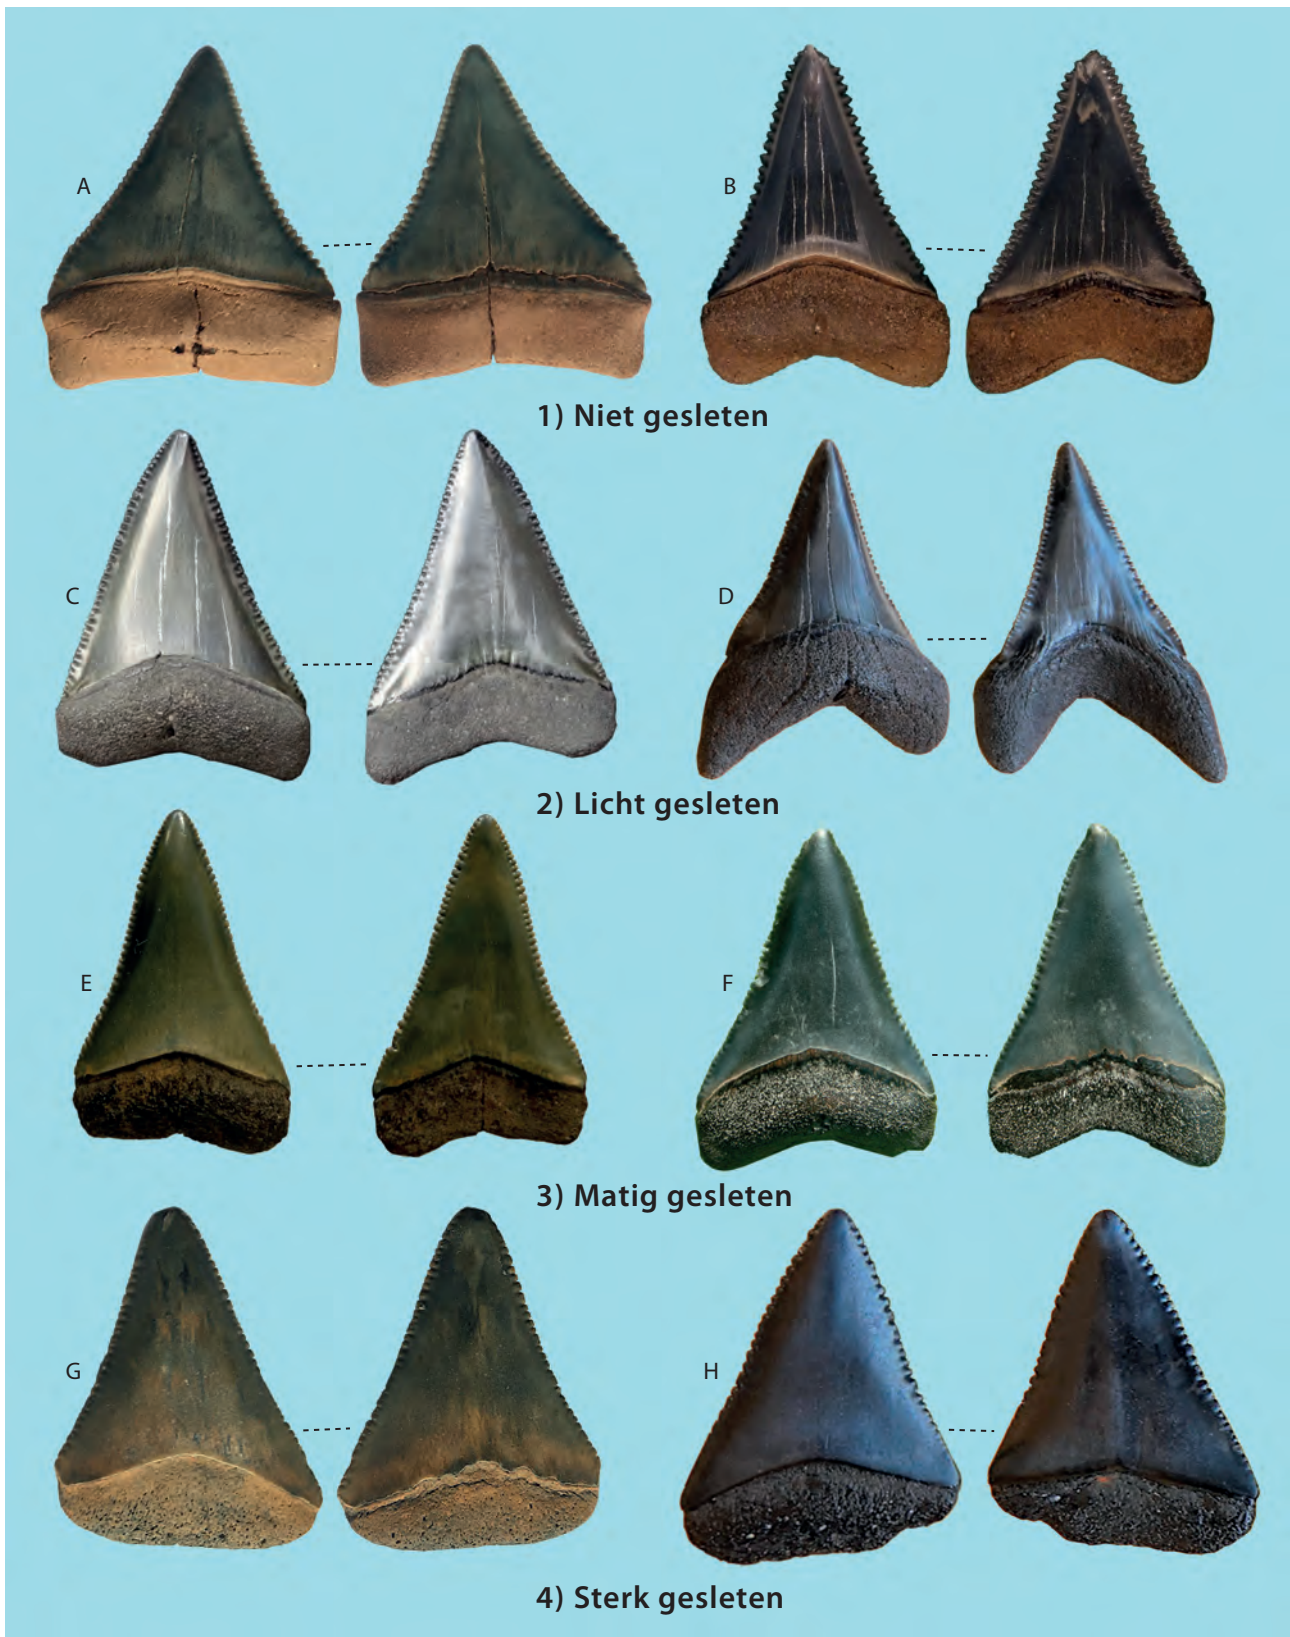 A
B
1) Niet gesleten
C
D
2) Licht gesleten
E
F
3) Matig gesleten
G
H
4) Sterk gesleten